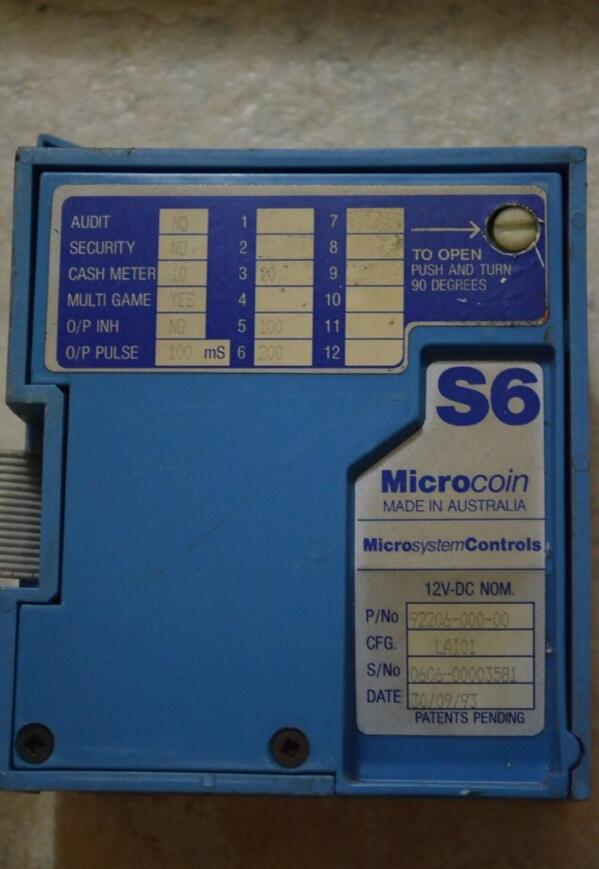 AUDIT NO 1 7
SECURITY NO 2 8
CASH METER 10 3 20 9
MULTI GAME YES 4 10
O/P INH NO 5 100 11
O/P PULSE 100 mS 6 200 12
TO OPEN
PUSH AND TURN
90 DEGREES
S6
Microcoin
MADE IN AUSTRALIA
MicrosystemControls
12V-DC NOM.
P/No 92206-000-00
CFG. LAI01
S/No 0606-00003581
DATE 30/09/93
PATENTS PENDING